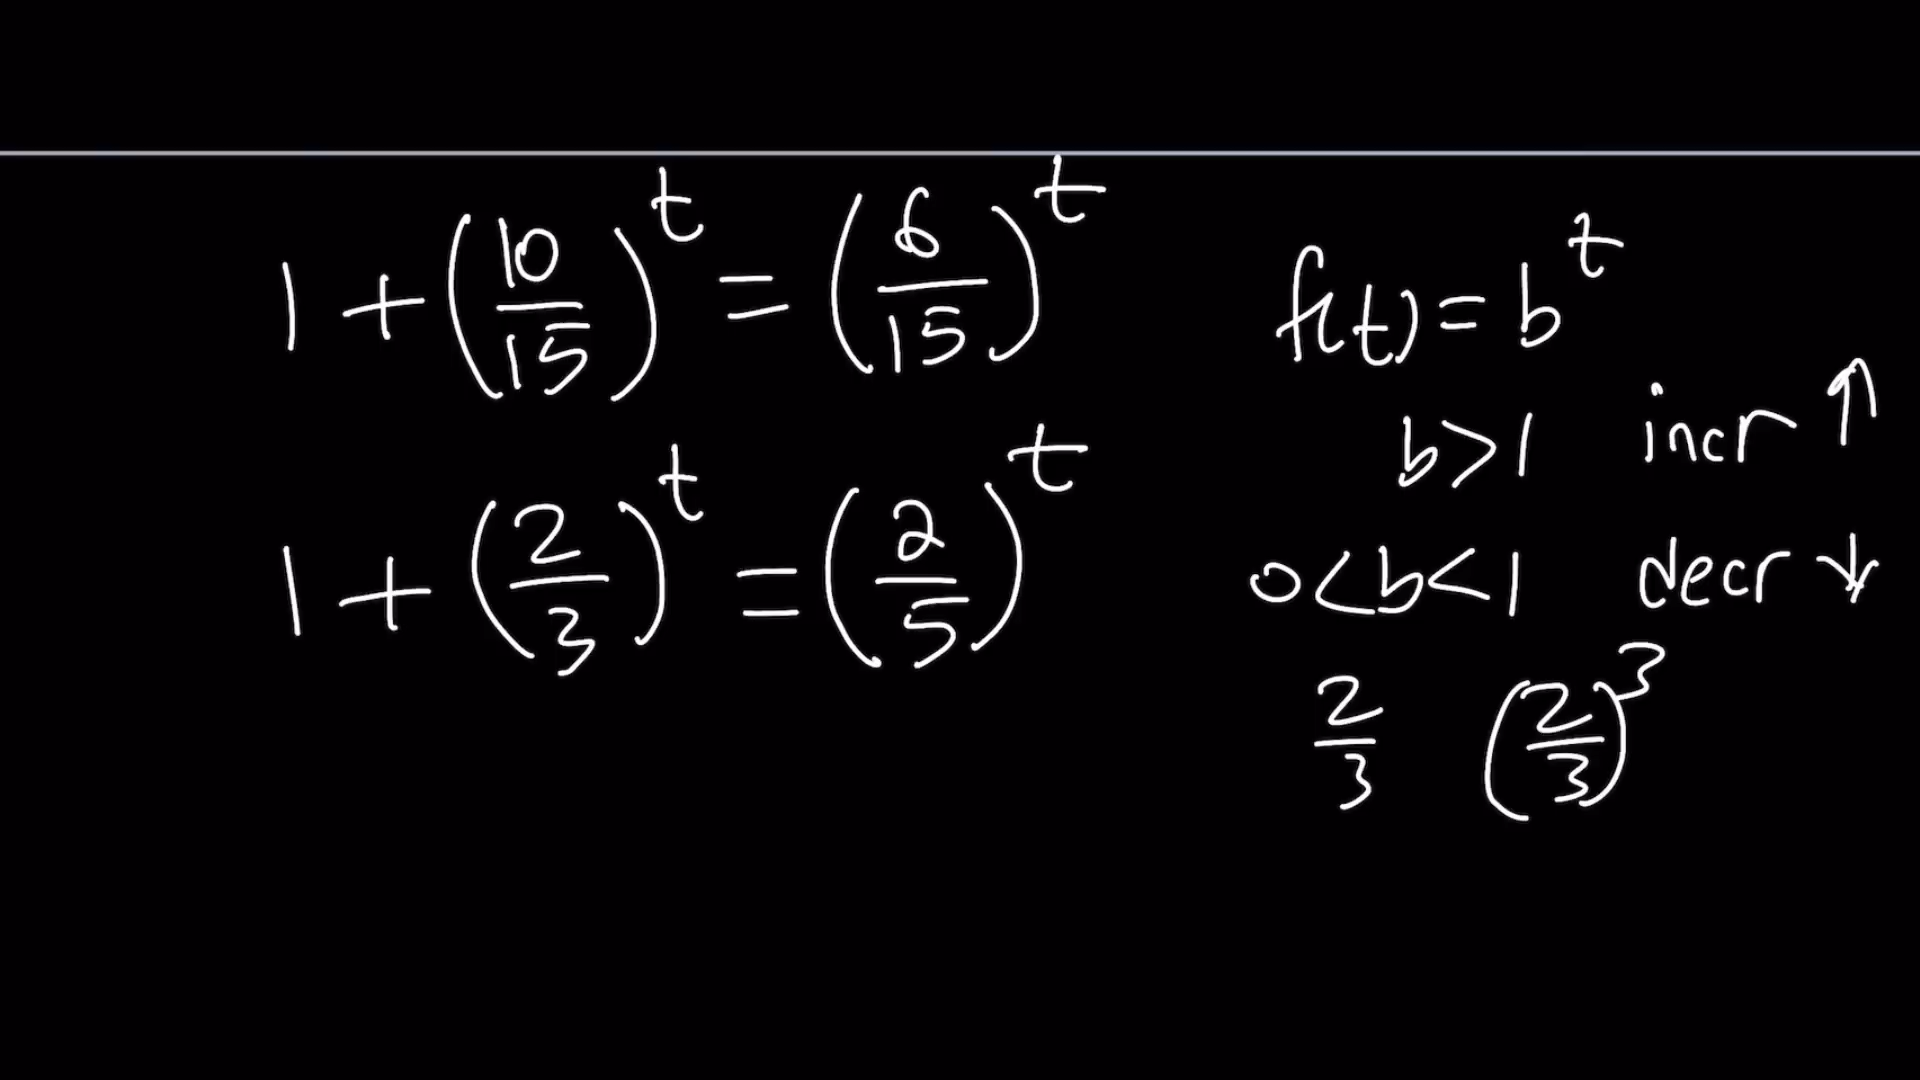 1 + (10/15)^t = (6/15)^t
1 + (2/3)^t = (2/5)^t
f(t) = b^t
b > 1 incr ↑
0 < b < 1 decr ↓
2/3 (2/3)^3